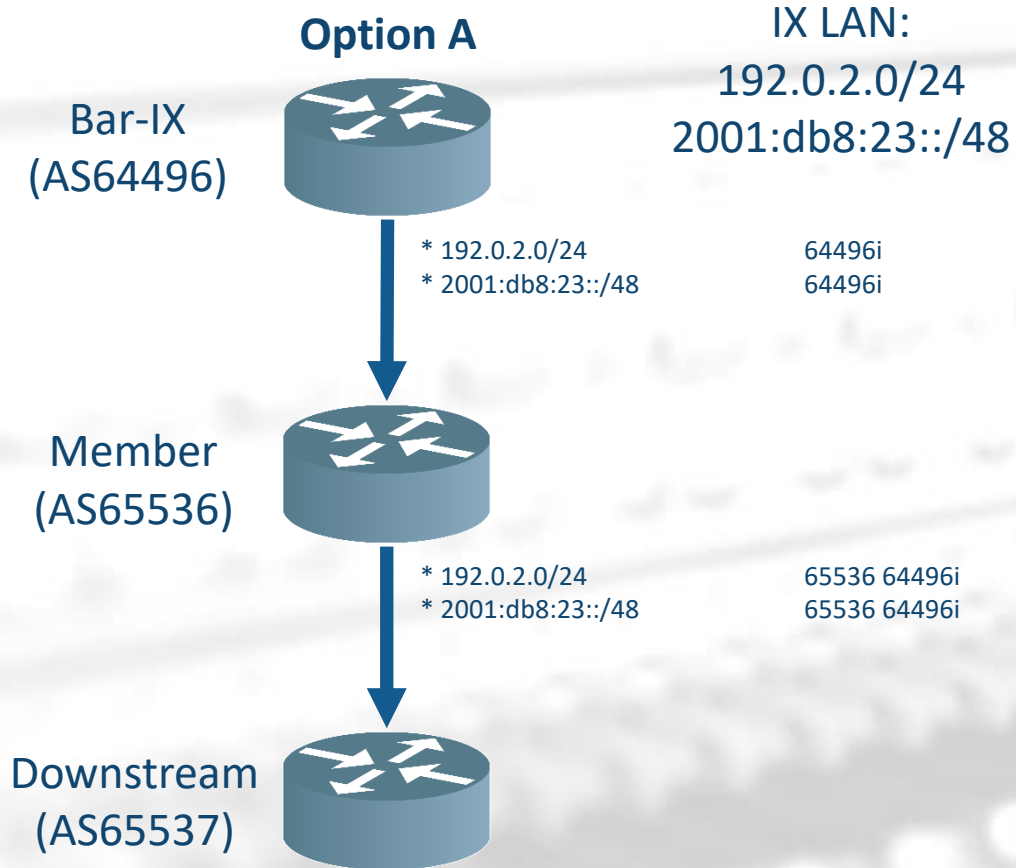 Option A
IX LAN:
192.0.2.0/24
2001:db8:23::/48
Bar-IX
(AS64496)
* 192.0.2.0/24 64496i
* 2001:db8:23::/48 64496i
Member
(AS65536)
* 192.0.2.0/24 65536 64496i
* 2001:db8:23::/48 65536 64496i
Downstream
(AS65537)